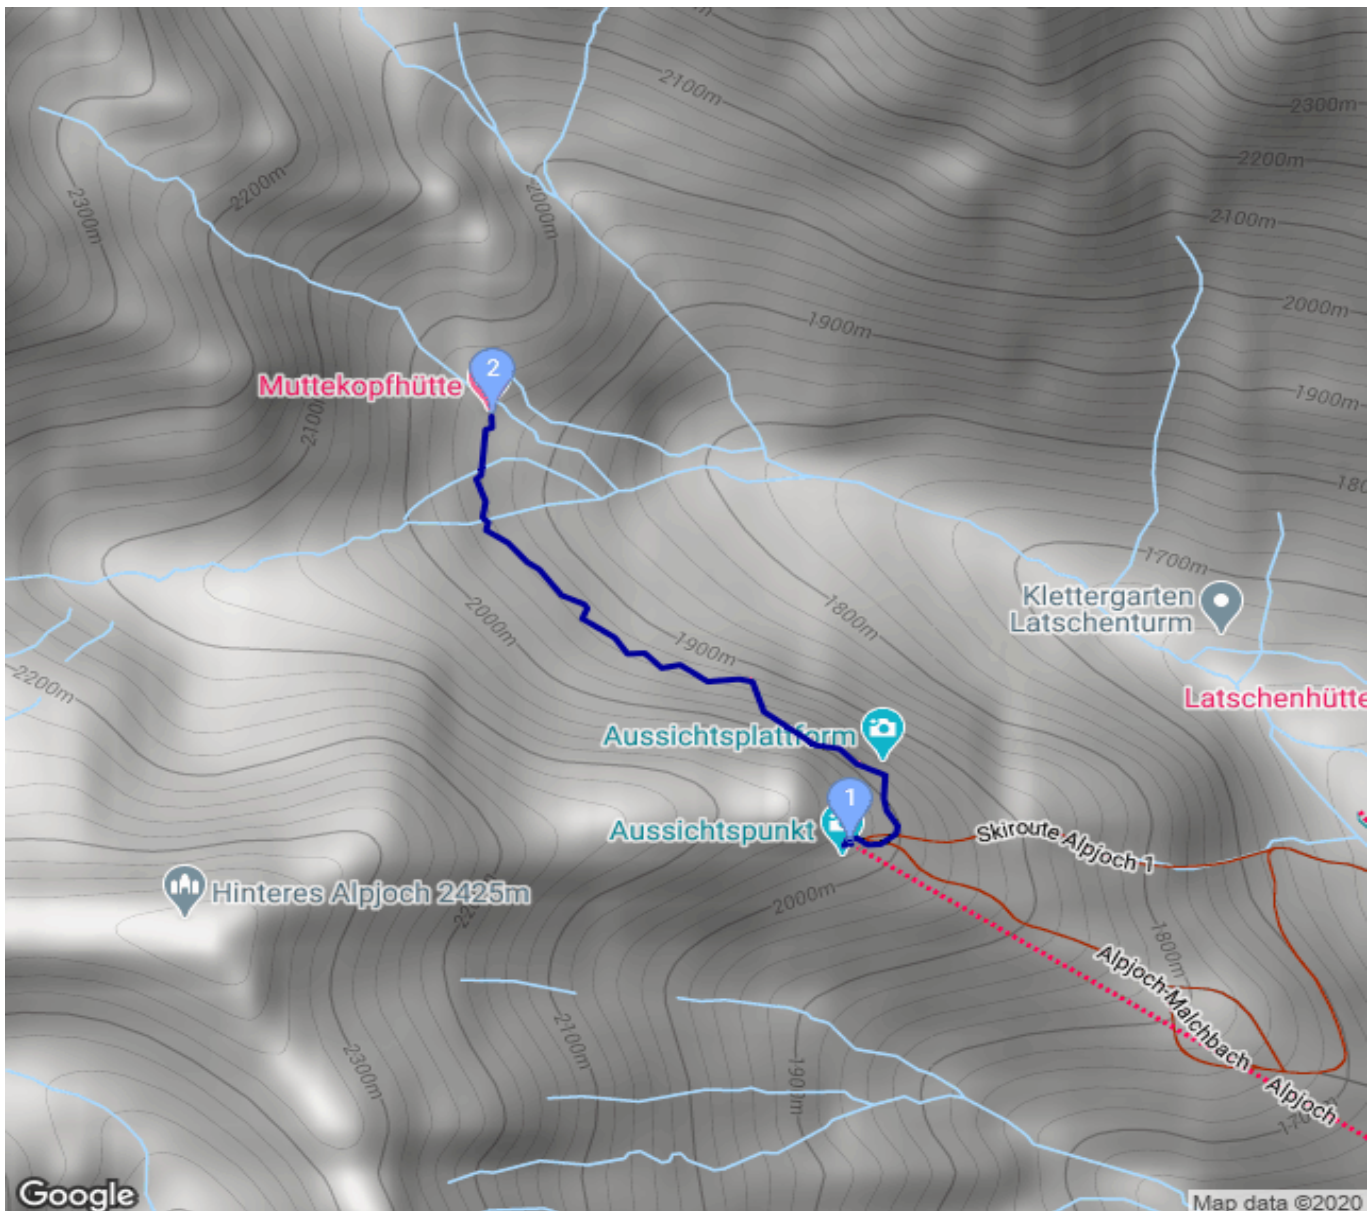 2100m
2300m
2200m
2200m
2300m
2000m
2100m
2000m
1900m
2
Muttekopfhütte
1900m
2100m
1700m
Klettergarten
Latschenturm
2000m
1800m
1900m
2200m
Latschenhütte
Aussichtsplattform
1
Aussichtspunkt
Skiroute Alpjoch 1
Hinteres Alpjoch 2425m
2000m
1800m
Alpjoch-Malchbach
2100m
2300m
1900m
Alpjoch
Google
Map data ©2020